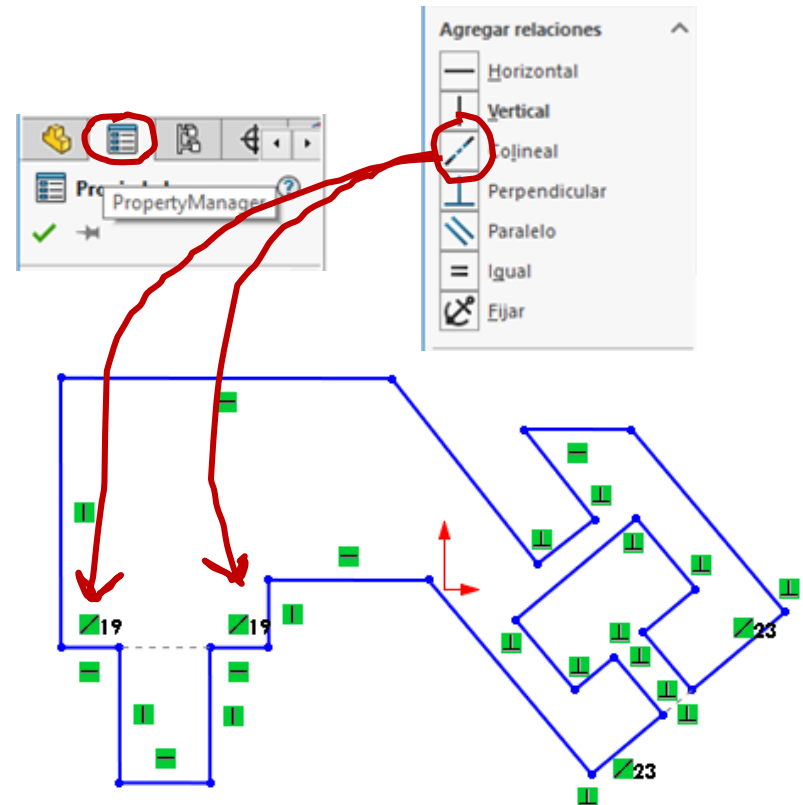 Agregar relaciones
Horizontal
Vertical
Colineal
Perpendicular
Paralelo
Igual
Fijar
PropertyManager
19
19
23
23